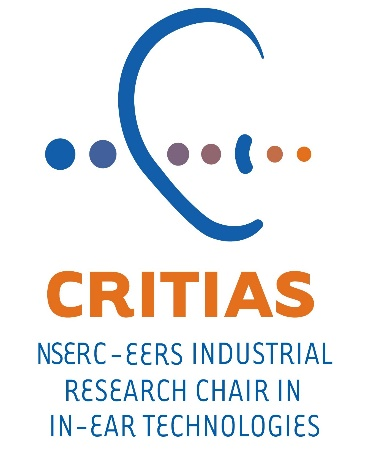 CRITIAS
NSERC-EERS INDUSTRIAL
RESEARCH CHAIR IN
IN-EAR TECHNOLOGIES